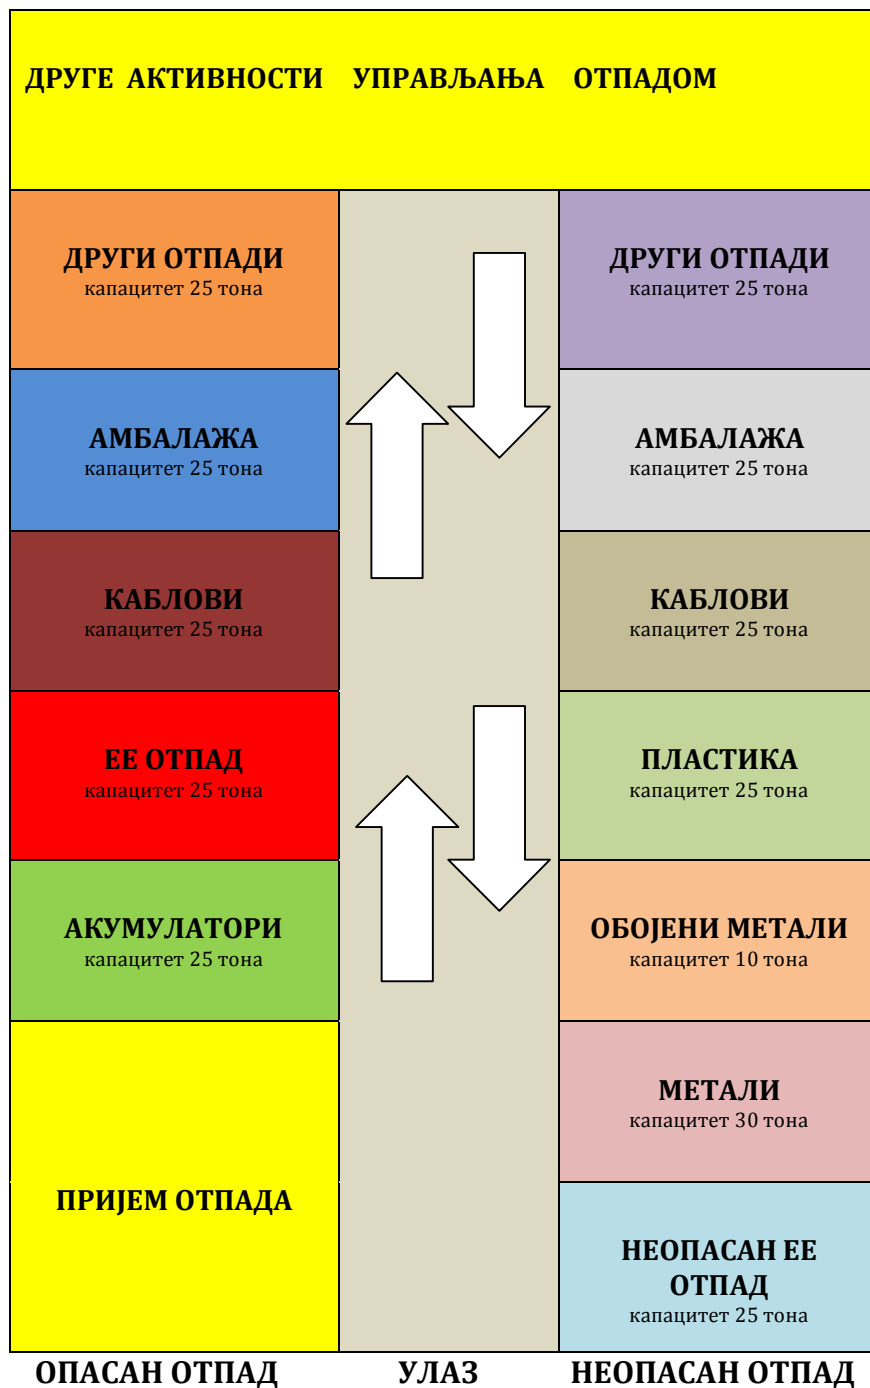 ДРУГЕ АКТИВНОСТИ УПРАВЉАЊА ОТПАДОМ
ДРУГИ ОТПАДИ
капацитет 25 тона
ДРУГИ ОТПАДИ
капацитет 25 тона
АМБАЛАЖА
капацитет 25 тона
АМБАЛАЖА
капацитет 25 тона
КАБЛОВИ
капацитет 25 тона
КАБЛОВИ
капацитет 25 тона
ЕЕ ОТПАД
капацитет 25 тона
ПЛАСТИКА
капацитет 25 тона
АКУМУЛАТОРИ
капацитет 25 тона
ОБОЈЕНИ МЕТАЛИ
капацитет 10 тона
МЕТАЛИ
капацитет 30 тона
ПРИЈЕМ ОТПАДА
НЕОПАСАН ЕЕ
ОТПАД
капацитет 25 тона
ОПАСАН ОТПАД УЛАЗ НЕОПАСАН ОТПАД